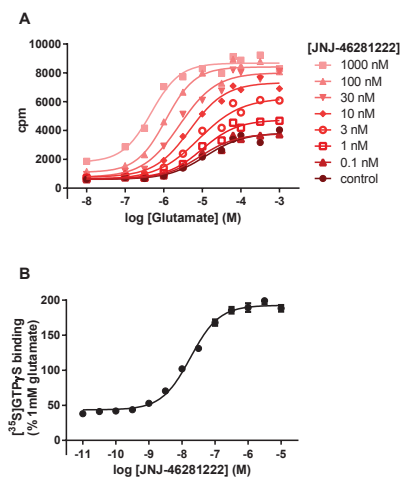 A
[JNJ-46281222]
1000 nM
100 nM
30 nM
10 nM
3 nM
1 nM
0.1 nM
control
cpm
10000
8000
6000
4000
2000
0
-8 -7 -6 -5 -4 -3
log [Glutamate] (M)
B
[³⁵S]GTPγS binding
(% 1mM glutamate)
200
150
100
50
0
-11 -10 -9 -8 -7 -6 -5
log [JNJ-46281222] (M)